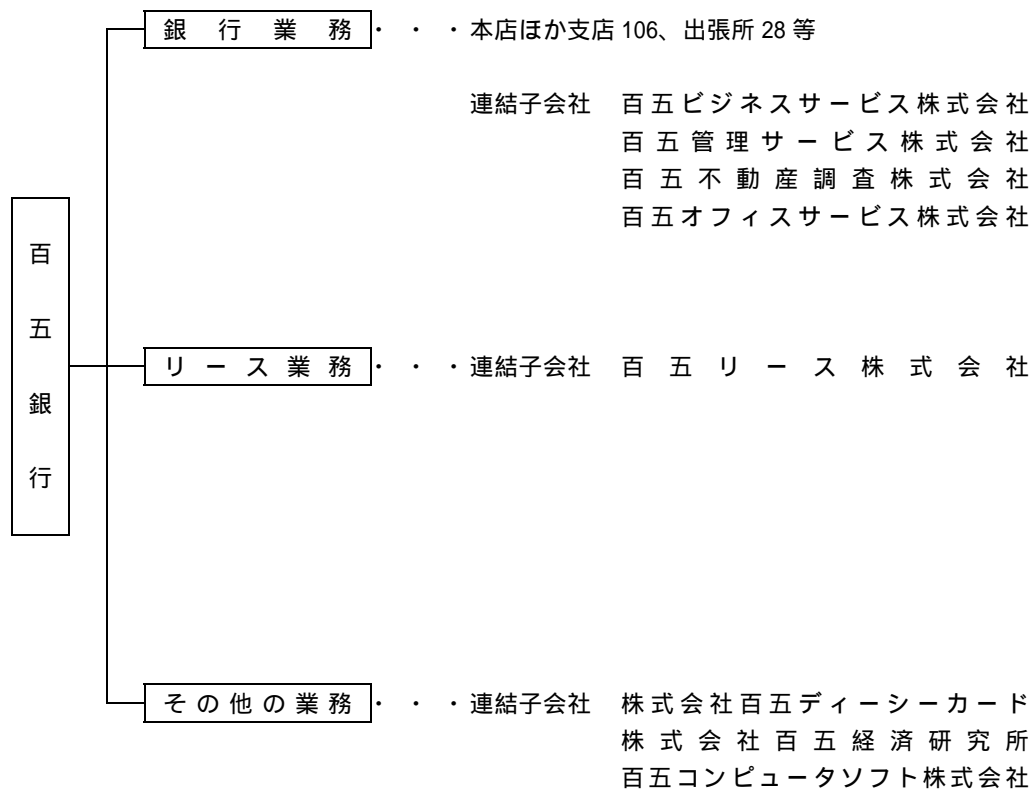 百五銀行
銀行業務・・・本店ほか支店 106、出張所 28 等
連結子会社 百五ビジネスサービス株式会社
百五管理サービス株式会社
百五不動産調査株式会社
百五オフィスサービス株式会社
リース業務・・・連結子会社 百五リース株式会社
その他の業務・・・連結子会社 株式会社百五ディーシーカード
株式会社百五経済研究所
百五コンピュータソフト株式会社